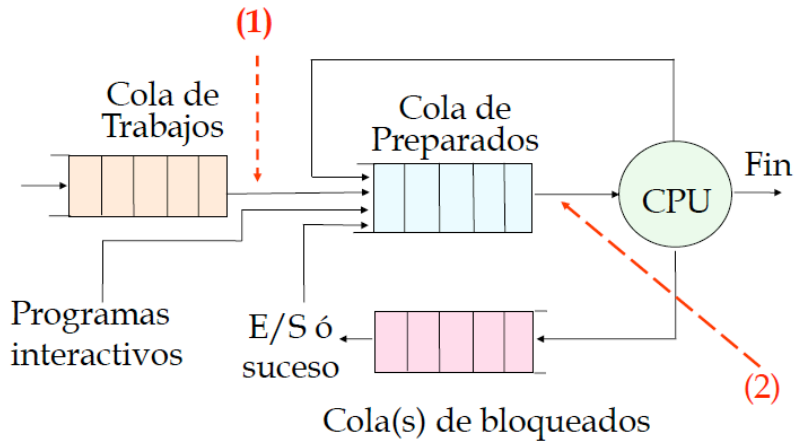 (1)
Cola de
Trabajos
Cola de
Preparados
Fin
CPU
Programas
interactivos
E/S ó
suceso
(2)
Cola(s) de bloqueados